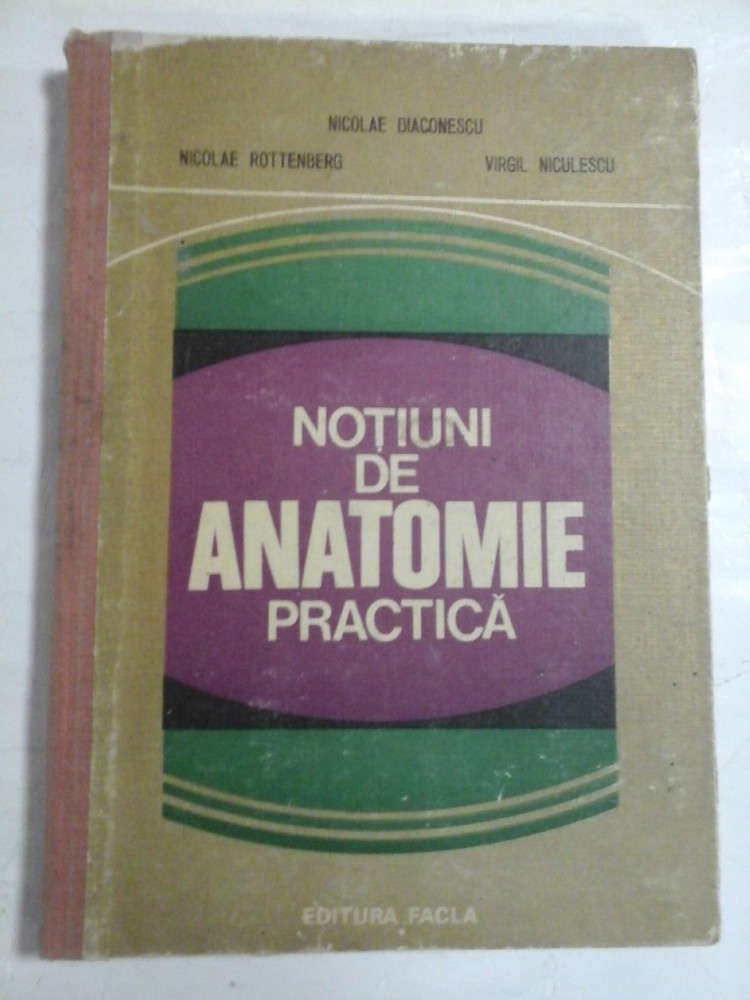 NICOLAE DIACONESCU
NICOLAE ROTTENBERG VIRGIL NICULESCU
NOȚIUNI
DE
ANATOMIE
PRACTICĂ
EDITURA FACLA